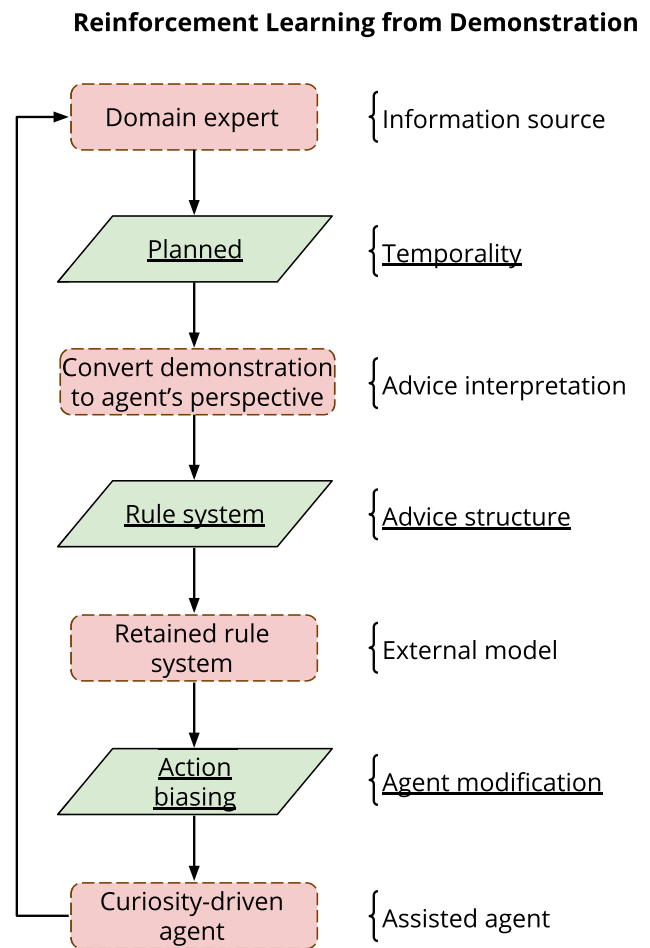 Reinforcement Learning from Demonstration
Domain expert
Information source
Planned
Temporality
Convert demonstration
to agent’s perspective
Advice interpretation
Rule system
Advice structure
Retained rule
system
External model
Action
biasing
Agent modification
Curiosity-driven
agent
Assisted agent